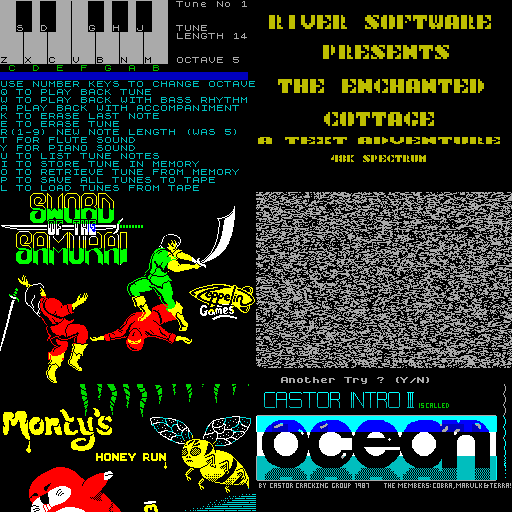 Tune No 1
S D G H J
TUNE
LENGTH 14
Z X C V B N M
OCTAVE 5
C D E F G A B
USE NUMBER KEYS TO CHANGE OCTAVE
Q TO PLAY BACK TUNE
W TO PLAY BACK WITH BASS RHYTHM
A PLAY BACK WITH ACCOMPANIMENT
K TO ERASE LAST NOTE
E TO ERASE TUNE
R(1-9) NEW NOTE LENGTH (WAS 5)
T FOR FLUTE SOUND
Y FOR PIANO SOUND
U TO LIST TUNE NOTES
I TO STORE TUNE IN MEMORY
O TO RETRIEVE TUNE FROM MEMORY
P TO SAVE ALL TUNES TO TAPE
L TO LOAD TUNES FROM TAPE
RIVER SOFTWARE
PRESENTS
THE ENCHANTED
COTTAGE
A TEXT ADVENTURE
48K SPECTRUM
SWORD
OF THE
SAMURAI
Zeppelin
Games
Another Try ? (Y/N)
Monty's
HONEY RUN
CASTOR INTRO III IS CALLED
ocean
BY CASTOR CRACKING GROUP 1987 THE MEMBERS: COBRA, MARULK & TERRA!